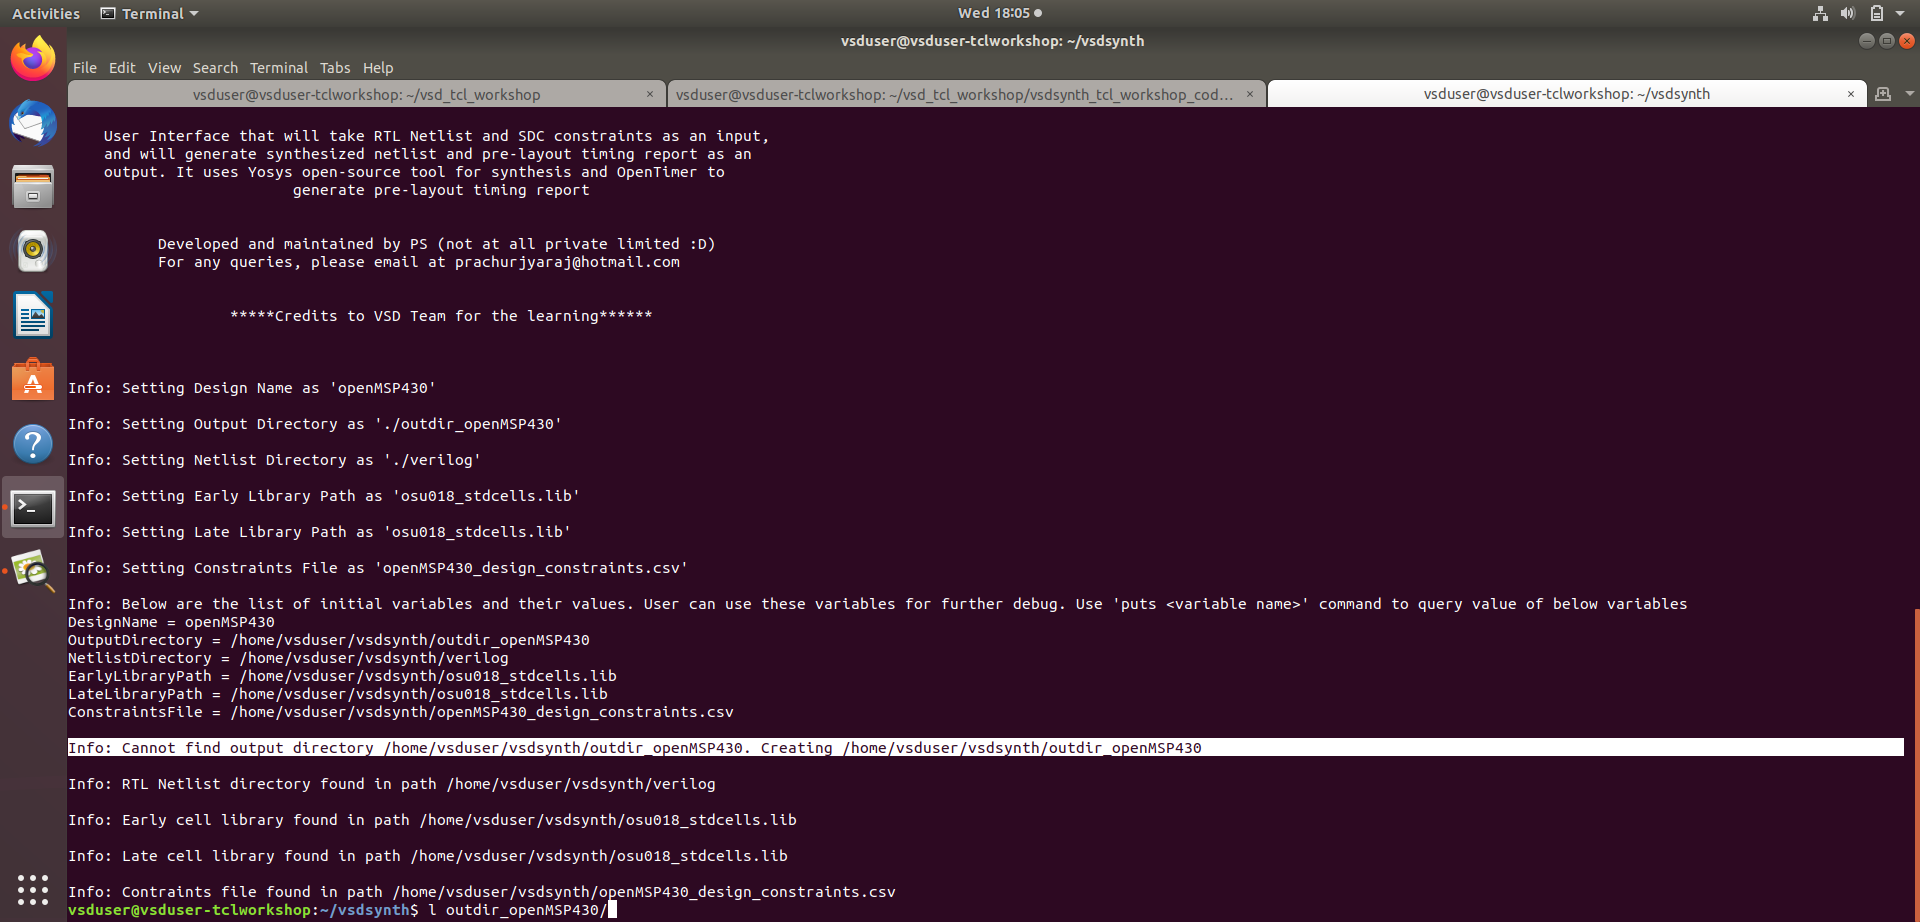 Activities Terminal Wed 18:05
vsduser@vsduser-tclworkshop: ~/vsdsynth
File Edit View Search Terminal Tabs Help
vsduser@vsduser-tclworkshop: ~/vsd_tcl_workshop × vsduser@vsduser-tclworkshop: ~/vsd_tcl_workshop/vsdsynth_tcl_workshop_cod... × vsduser@vsduser-tclworkshop: ~/vsdsynth ×
User Interface that will take RTL Netlist and SDC constraints as an input,
and will generate synthesized netlist and pre-layout timing report as an
output. It uses Yosys open-source tool for synthesis and OpenTimer to
generate pre-layout timing report
Developed and maintained by PS (not at all private limited :D)
For any queries, please email at prachurjyaraj@hotmail.com
*****Credits to VSD Team for the learning******
Info: Setting Design Name as 'openMSP430'
Info: Setting Output Directory as './outdir_openMSP430'
Info: Setting Netlist Directory as './verilog'
Info: Setting Early Library Path as 'osu018_stdcells.lib'
Info: Setting Late Library Path as 'osu018_stdcells.lib'
Info: Setting Constraints File as 'openMSP430_design_constraints.csv'
Info: Below are the list of initial variables and their values. User can use these variables for further debug. Use 'puts <variable name>' command to query value of below variables
DesignName = openMSP430
OutputDirectory = /home/vsduser/vsdsynth/outdir_openMSP430
NetlistDirectory = /home/vsduser/vsdsynth/verilog
EarlyLibraryPath = /home/vsduser/vsdsynth/osu018_stdcells.lib
LateLibraryPath = /home/vsduser/vsdsynth/osu018_stdcells.lib
ConstraintsFile = /home/vsduser/vsdsynth/openMSP430_design_constraints.csv
Info: Cannot find output directory /home/vsduser/vsdsynth/outdir_openMSP430. Creating /home/vsduser/vsdsynth/outdir_openMSP430
Info: RTL Netlist directory found in path /home/vsduser/vsdsynth/verilog
Info: Early cell library found in path /home/vsduser/vsdsynth/osu018_stdcells.lib
Info: Late cell library found in path /home/vsduser/vsdsynth/osu018_stdcells.lib
Info: Contraints file found in path /home/vsduser/vsdsynth/openMSP430_design_constraints.csv
vsduser@vsduser-tclworkshop:~/vsdsynth$ l outdir_openMSP430/